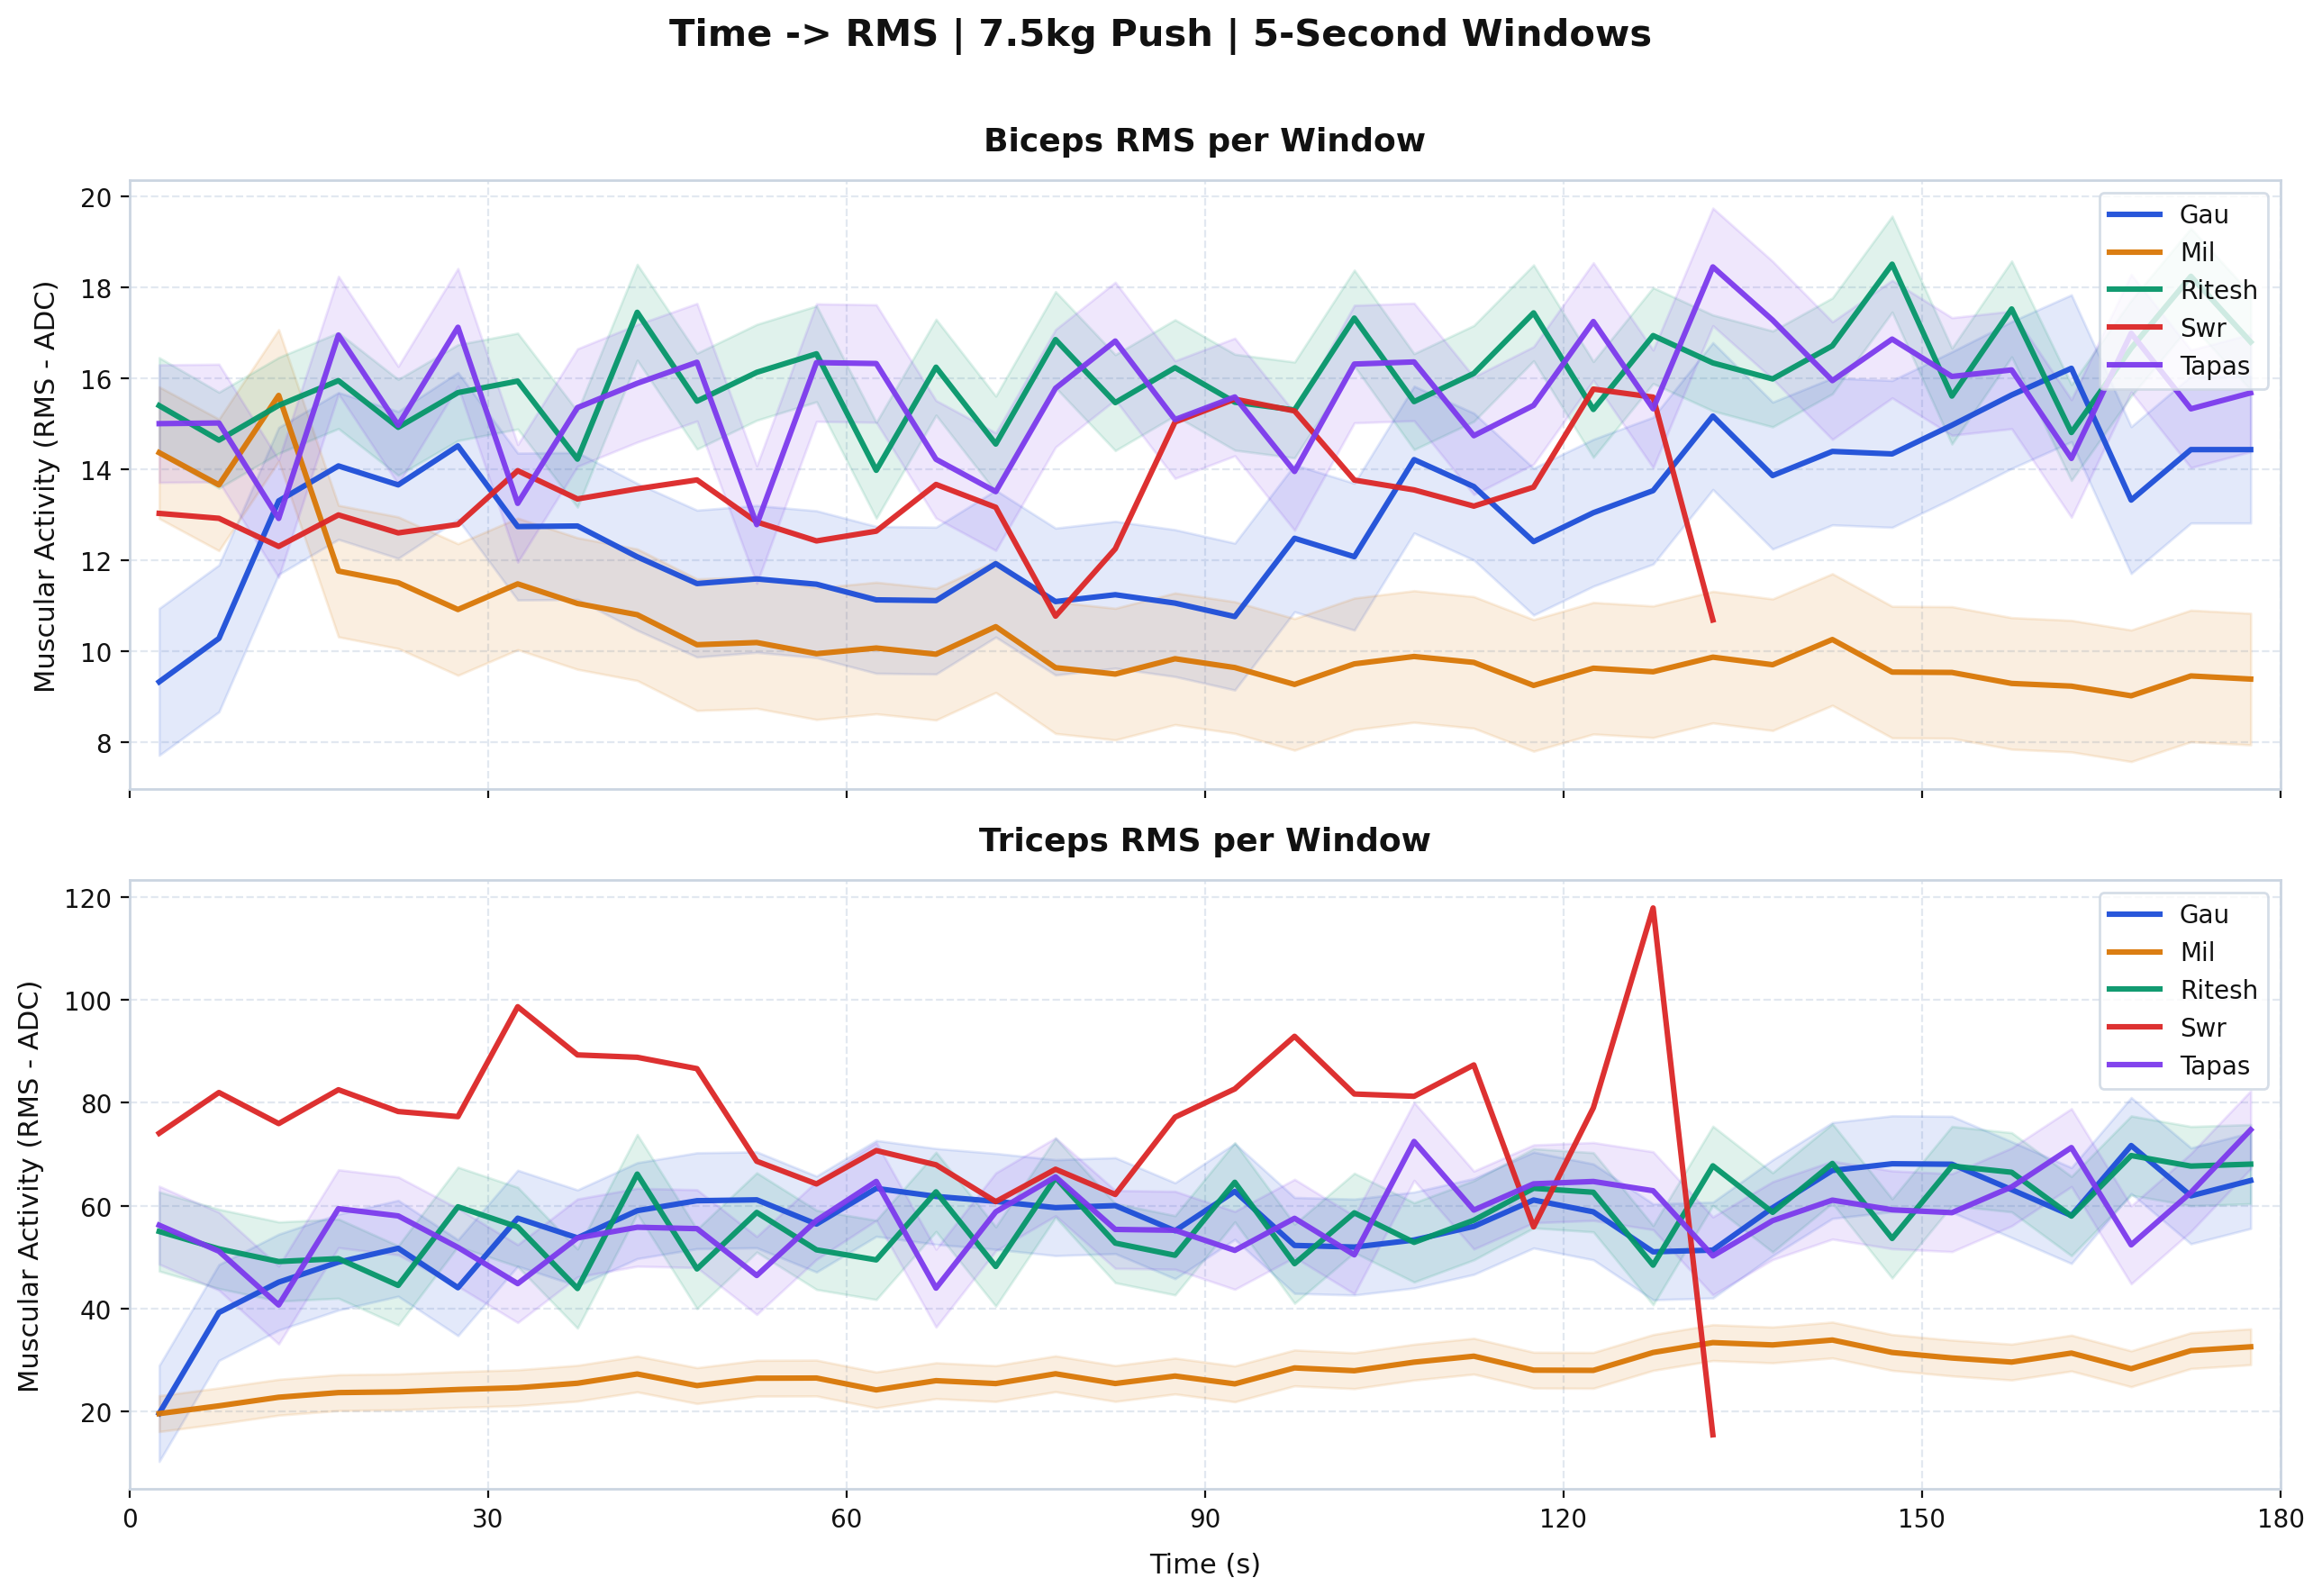 Time -> RMS | 7.5kg Push | 5-Second Windows
Biceps RMS per Window
Muscular Activity (RMS - ADC)
20
18
16
14
12
10
8
Gau
Mil
Ritesh
Swr
Tapas
Triceps RMS per Window
Muscular Activity (RMS - ADC)
120
100
80
60
40
20
Gau
Mil
Ritesh
Swr
Tapas
0 30 60 90 120 150 180
Time (s)